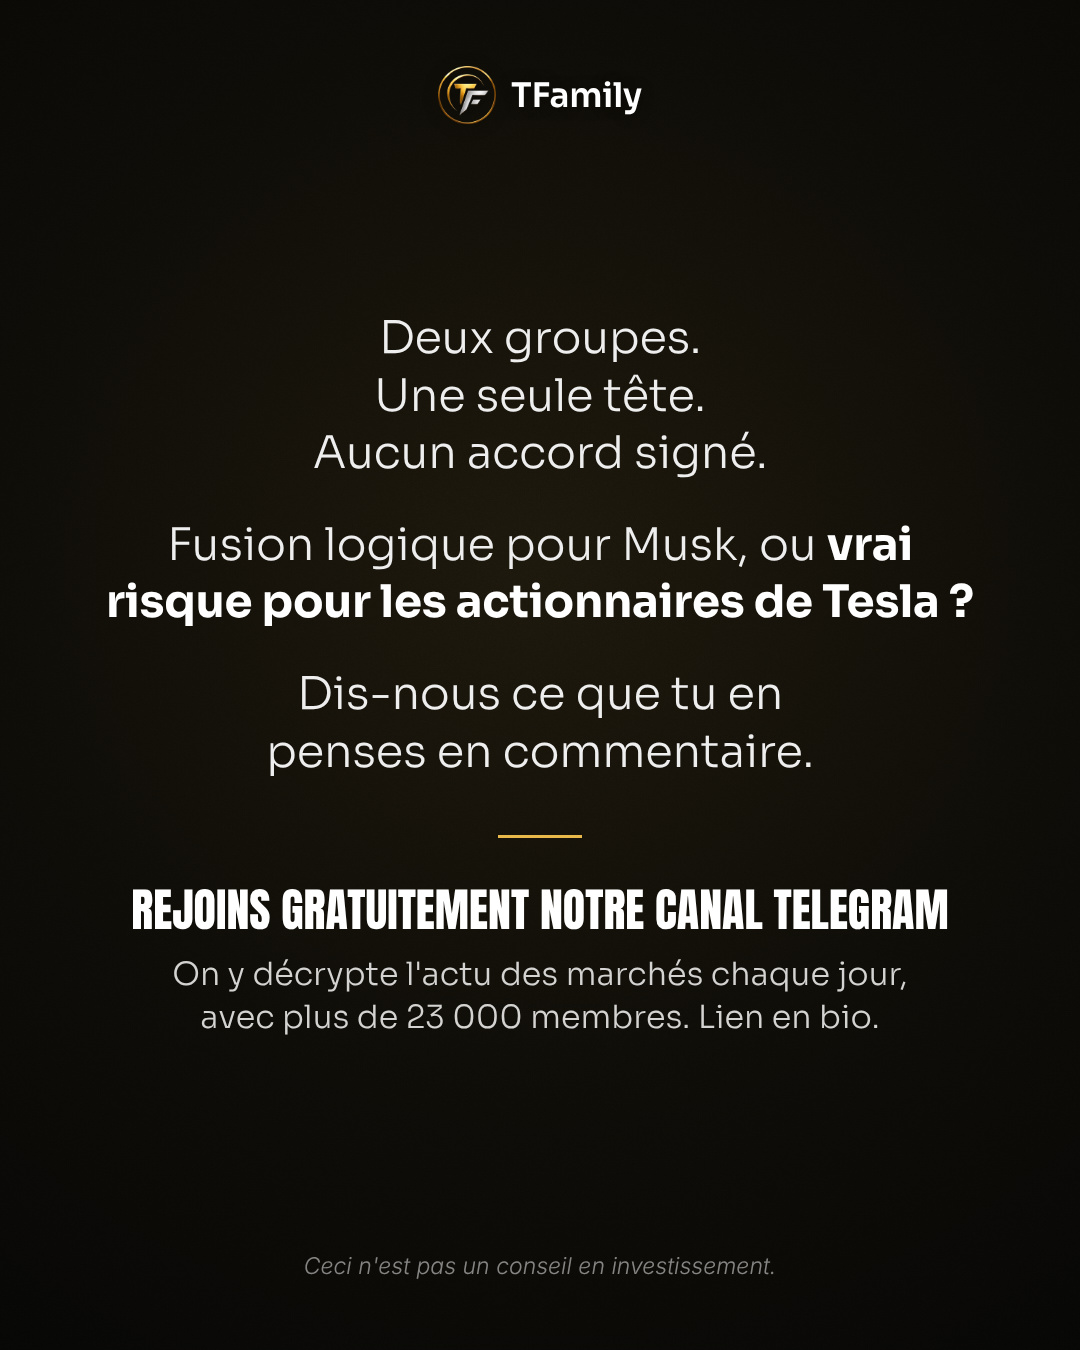 TFamily
Deux groupes.
Une seule tête.
Aucun accord signé.
Fusion logique pour Musk, ou vrai
risque pour les actionnaires de Tesla ?
Dis-nous ce que tu en
penses en commentaire.
REJOINS GRATUITEMENT NOTRE CANAL TELEGRAM
On y décrypte l'actu des marchés chaque jour,
avec plus de 23 000 membres. Lien en bio.
Ceci n'est pas un conseil en investissement.